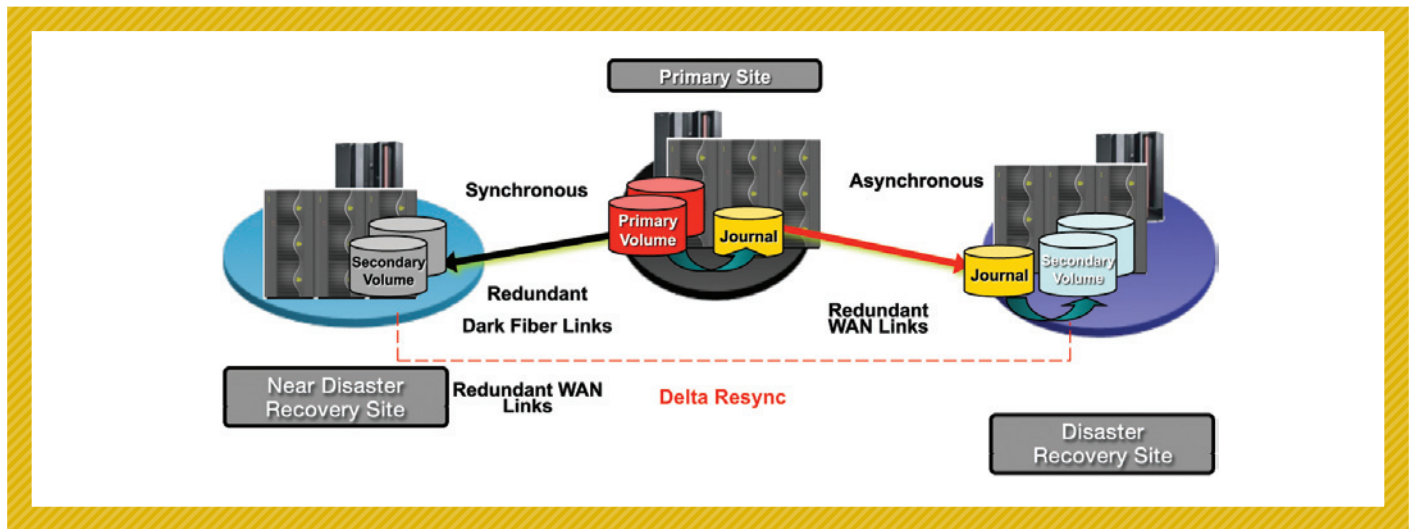 Primary Site
Synchronous
Asynchronous
Primary
Volume
Journal
Secondary
Volume
Journal
Secondary
Volume
Redundant
Dark Fiber Links
Redundant
WAN Links
Near Disaster
Recovery Site
Redundant WAN
Links
Delta Resync
Disaster
Recovery Site